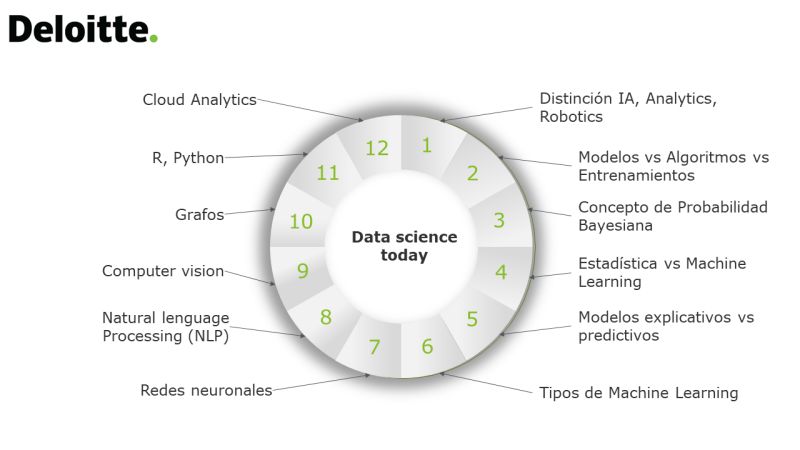 Deloitte.
Cloud Analytics
Distinción IA, Analytics,
Robotics
R, Python
Modelos vs Algoritmos vs
Entrenamientos
Grafos
Concepto de Probabilidad
Bayesiana
Computer vision
Estadística vs Machine
Learning
Natural lenguage
Processing (NLP)
Modelos explicativos vs
predictivos
Redes neuronales
Tipos de Machine Learning
12
1
11
2
10
3
Data science
today
9
4
8
5
7
6